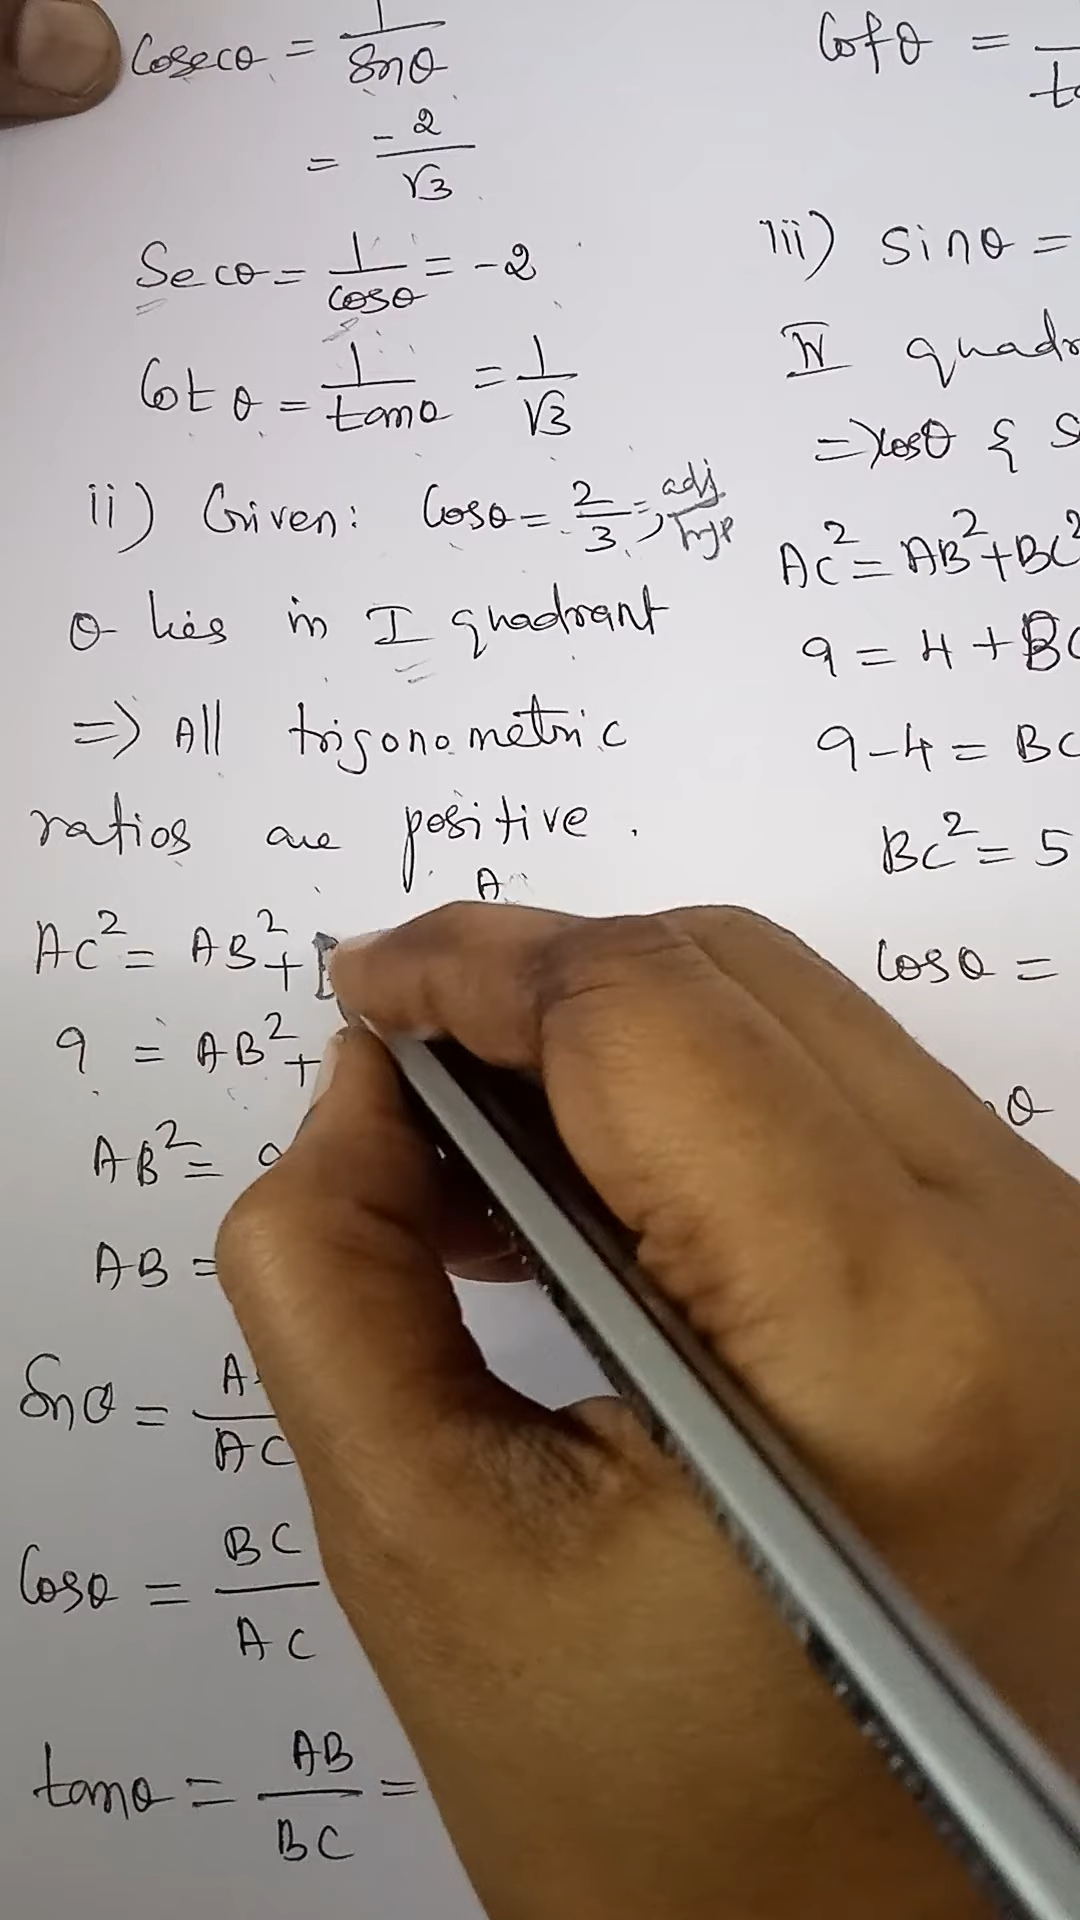 Cosecθ = 1/Sinθ
= -2/√3
Secθ = 1/cosθ = -2
Cot θ = 1/tanθ = 1/√3
ii) Given: Cosθ = 2/3 = adj/hyp
θ lies in I quadrant
=> All trigonometric
ratios are positive.
A
AC² = AB² +
9 = AB² +
AB² = 9
AB =
Sinθ = A/AC
Cosθ = BC/AC
tanθ = AB/BC =
Cotθ =
iii) Sinθ =
IV
=> cosθ &
AC² = AB² + BC²
9 = 4 + BC
9-4 = BC
BC² = 5
Cosθ =
θ